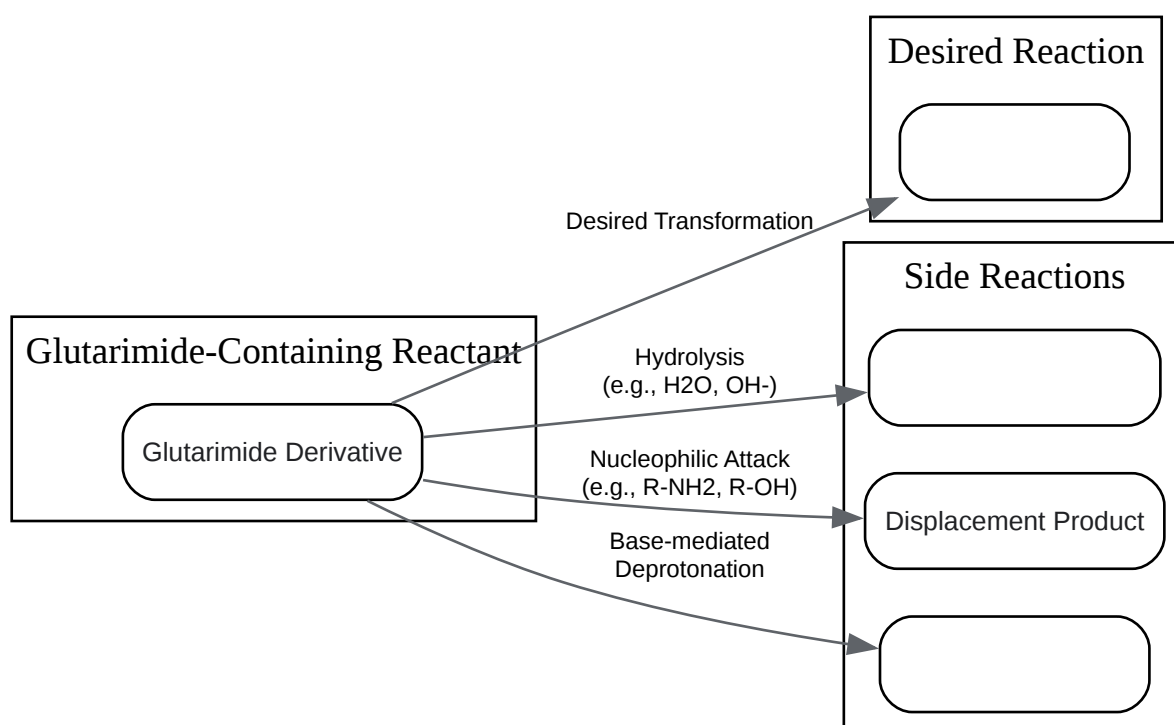 Desired Reaction
Desired Transformation
Side Reactions
Glutarimide-Containing Reactant
Glutarimide Derivative
Hydrolysis
(e.g., H2O, OH-)
Nucleophilic Attack
(e.g., R-NH2, R-OH)
Displacement Product
Base-mediated
Deprotonation